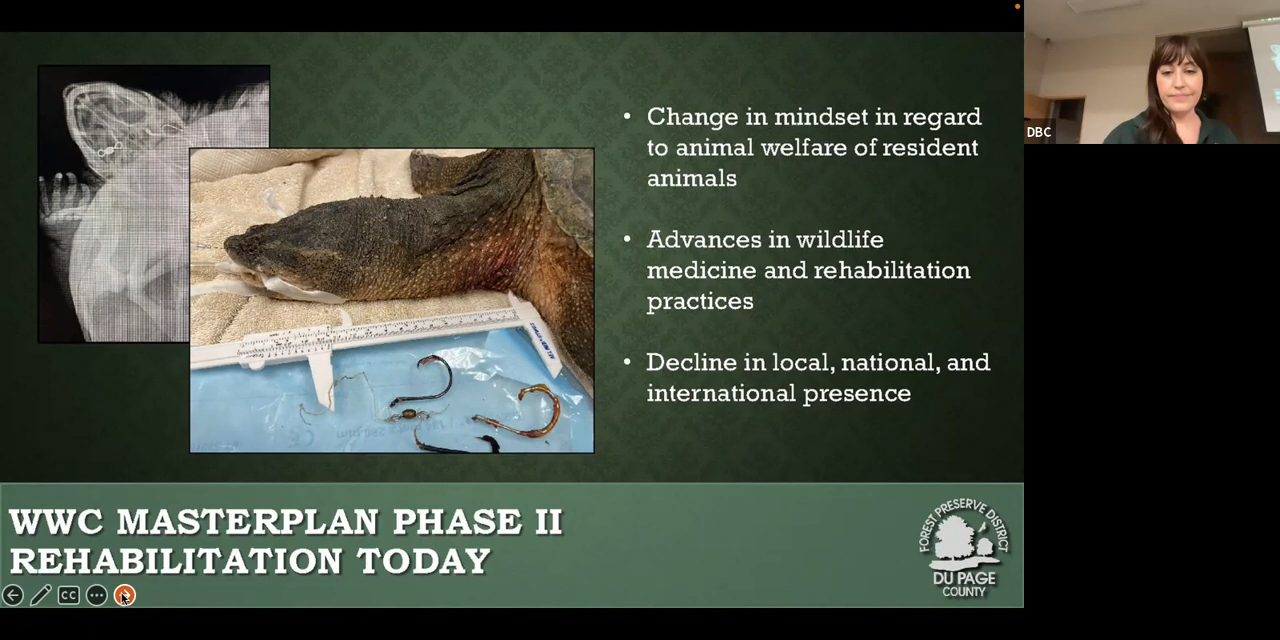 • Change in mindset in regard
to animal welfare of resident
animals
• Advances in wildlife
medicine and rehabilitation
practices
• Decline in local, national, and
international presence
WWC MASTERPLAN PHASE II
REHABILITATION TODAY
FOREST PRESERVE DISTRICT
DU PAGE
COUNTY
CC
DBC